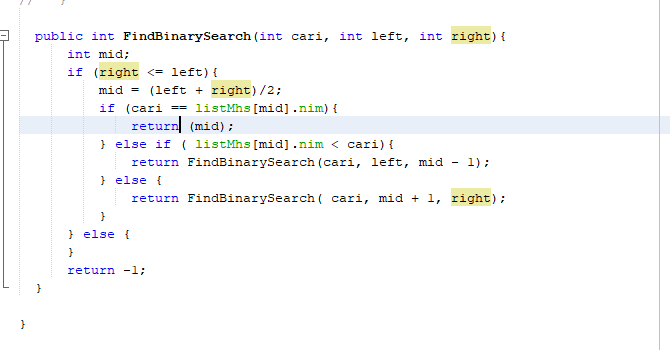 //    }
public int FindBinarySearch(int cari, int left, int right){
int mid;
if (right <= left){
mid = (left + right)/2;
if (cari == listMhs[mid].nim){
return (mid);
} else if ( listMhs[mid].nim < cari){
return FindBinarySearch(cari, left, mid - 1);
} else {
return FindBinarySearch( cari, mid + 1, right);
}
} else {
}
return -1;
}
}